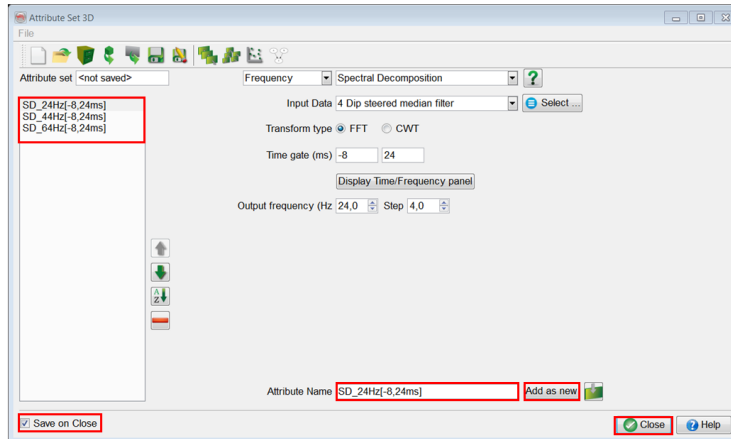 Attribute Set 3D
File
Attribute set <not saved> Frequency Spectral Decomposition ?
SD_24Hz[-8,24ms]
SD_44Hz[-8,24ms]
SD_64Hz[-8,24ms]
Input Data 4 Dip steered median filter Select ...
Transform type FFT CWT
Time gate (ms) -8 24
Display Time/Frequency panel
Output frequency (Hz 24,0 Step 4,0
A
Z
Attribute Name SD_24Hz[-8,24ms] Add as new
Save on Close Close ? Help